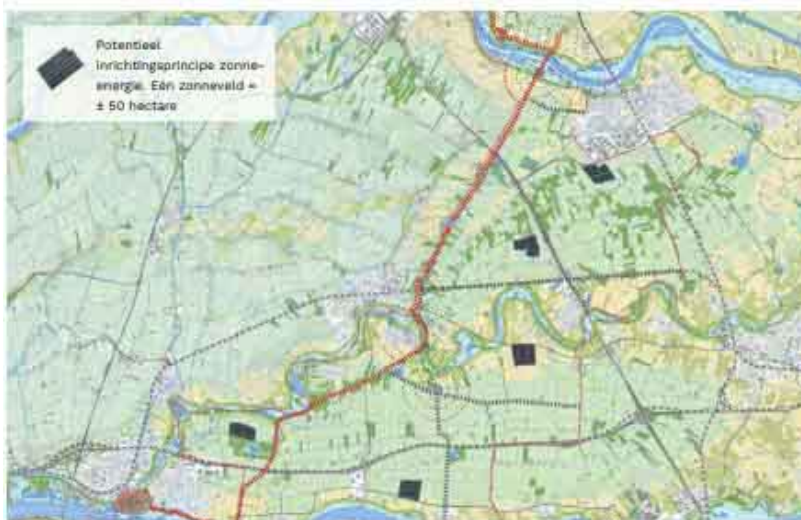 Potentieel
inrichtingsprincipe zonne-
energie. Eén zonneveld =
± 50 hectare